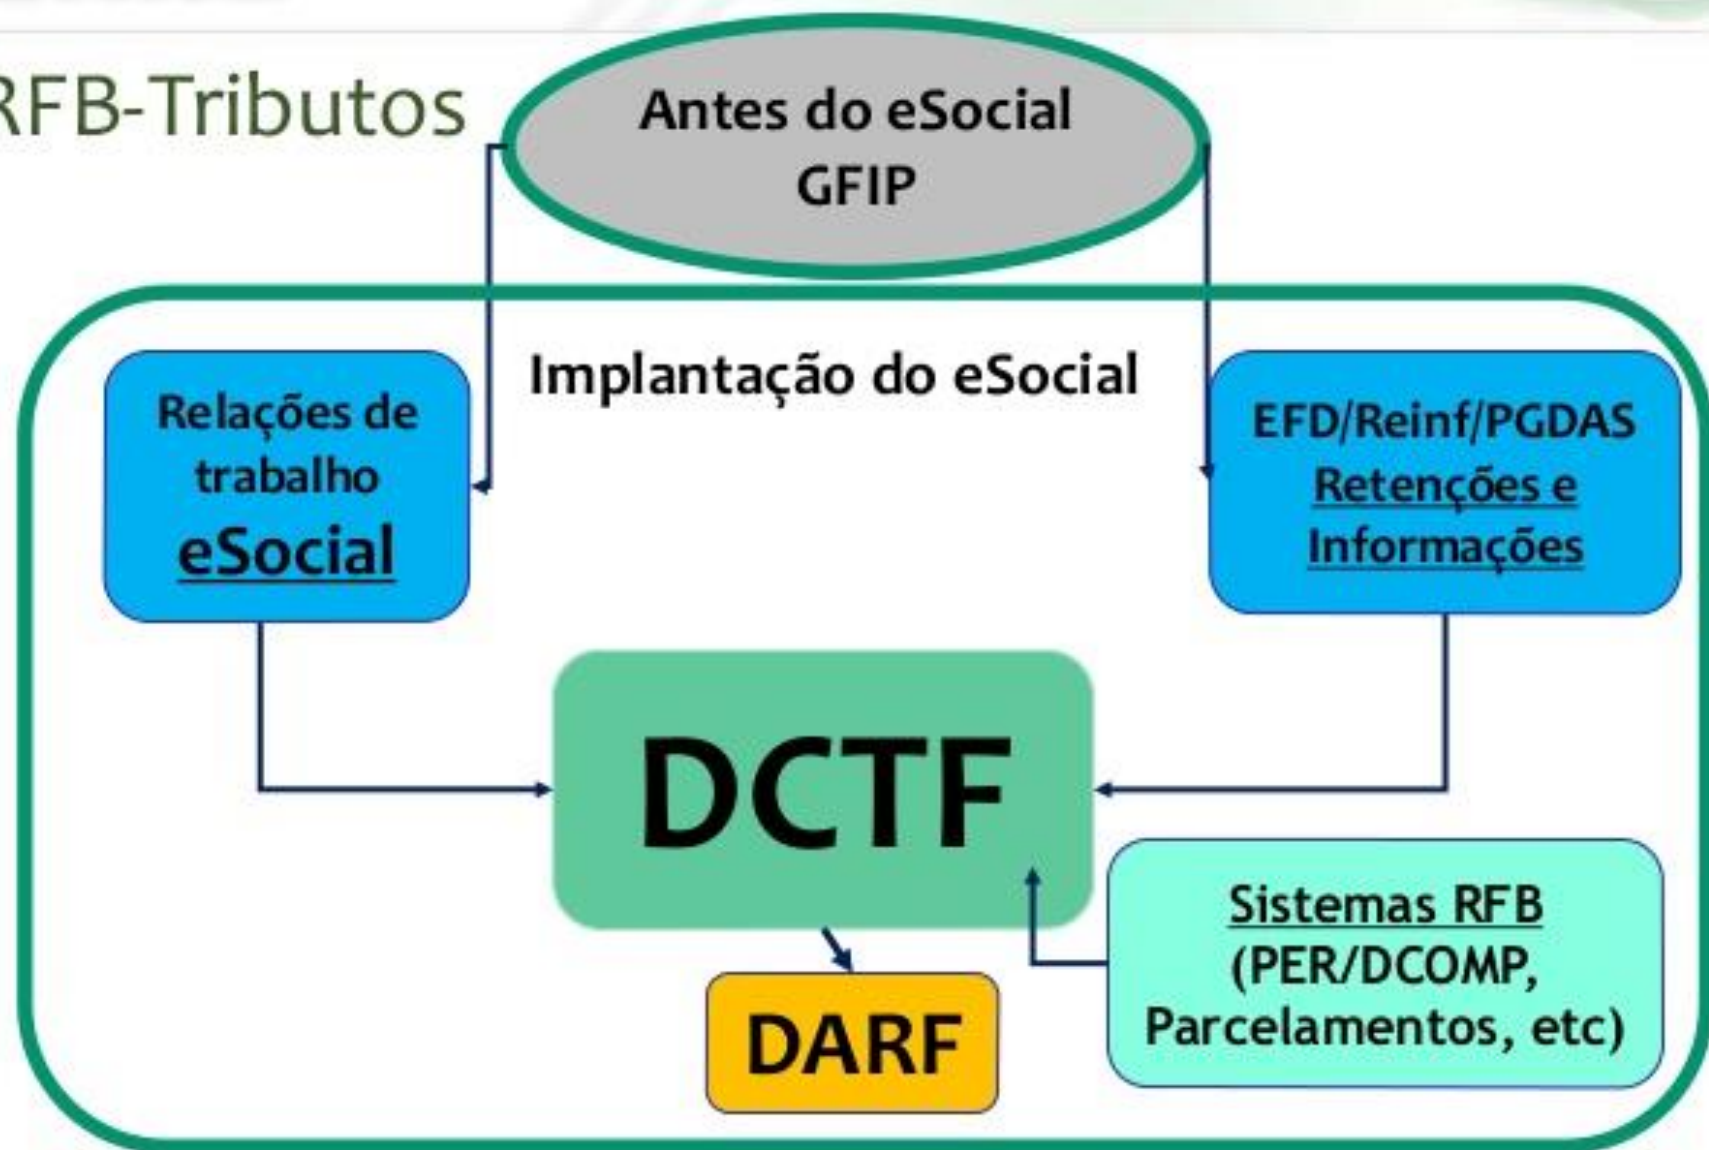 RFB-Tributos
Antes do eSocial
GFIP
Implantação do eSocial
Relações de
trabalho
eSocial
EFD/Reinf/PGDAS
Retenções e
Informações
DCTF
Sistemas RFB
(PER/DCOMP,
Parcelamentos, etc)
DARF